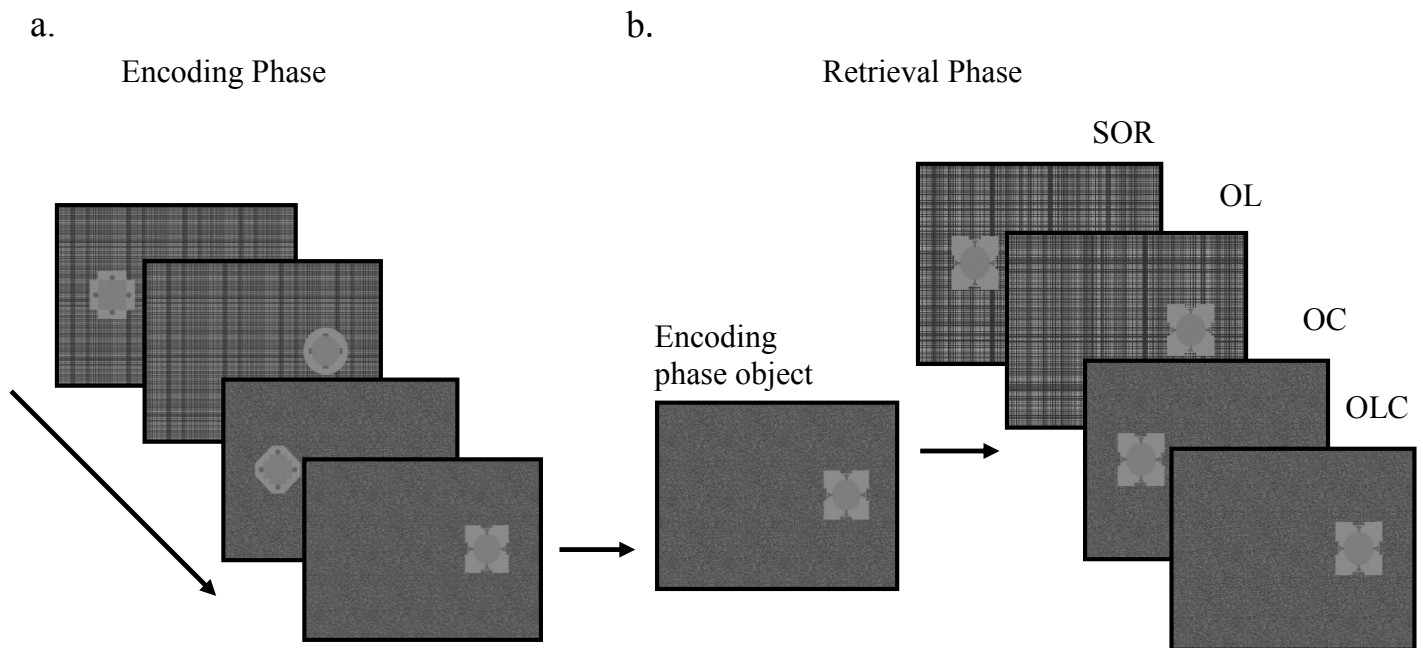 a.
Encoding Phase
b.
Retrieval Phase
SOR
OL
OC
OLC
Encoding
phase object